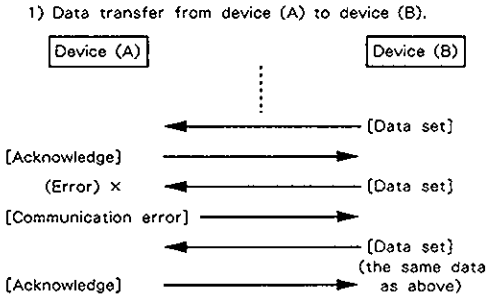 1) Data transfer from device (A) to device (B).
Device (A) Device (B)
[Data set]
[Acknowledge]
(Error) × [Data set]
[Communication error]
[Data set]
(the same data
[Acknowledge] as above)